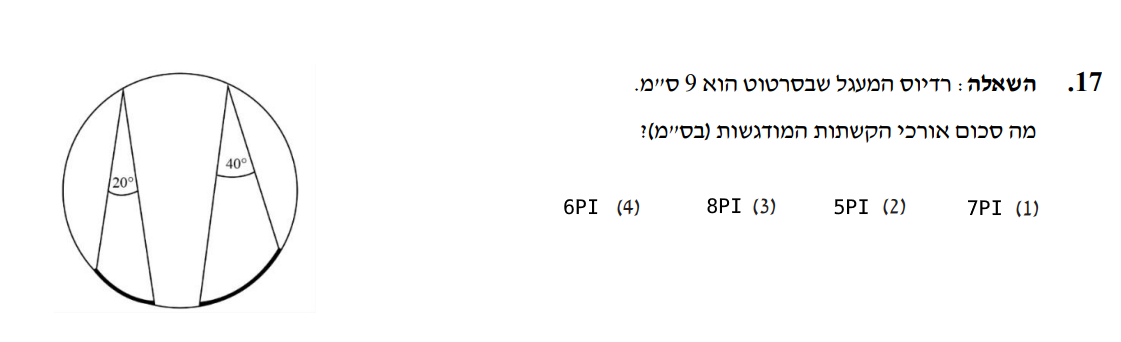 .17 השאלה : רדיוס המעגל שבסרטוט הוא 9 ס״מ.
מה סכום אורכי הקשתות המודגשות (בס״מ)?
(1) 7PI (2) 5PI (3) 8PI (4) 6PI
40°
20°